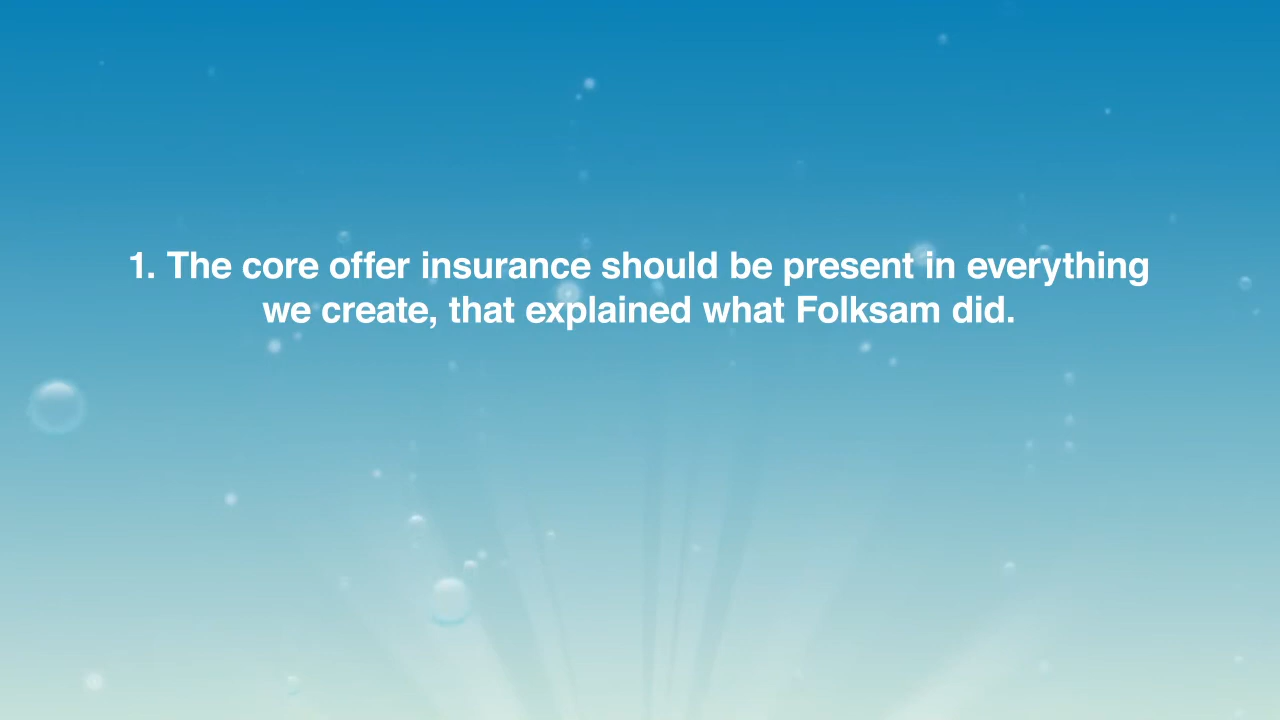 1. The core offer insurance should be present in everything
we create, that explained what Folksam did.